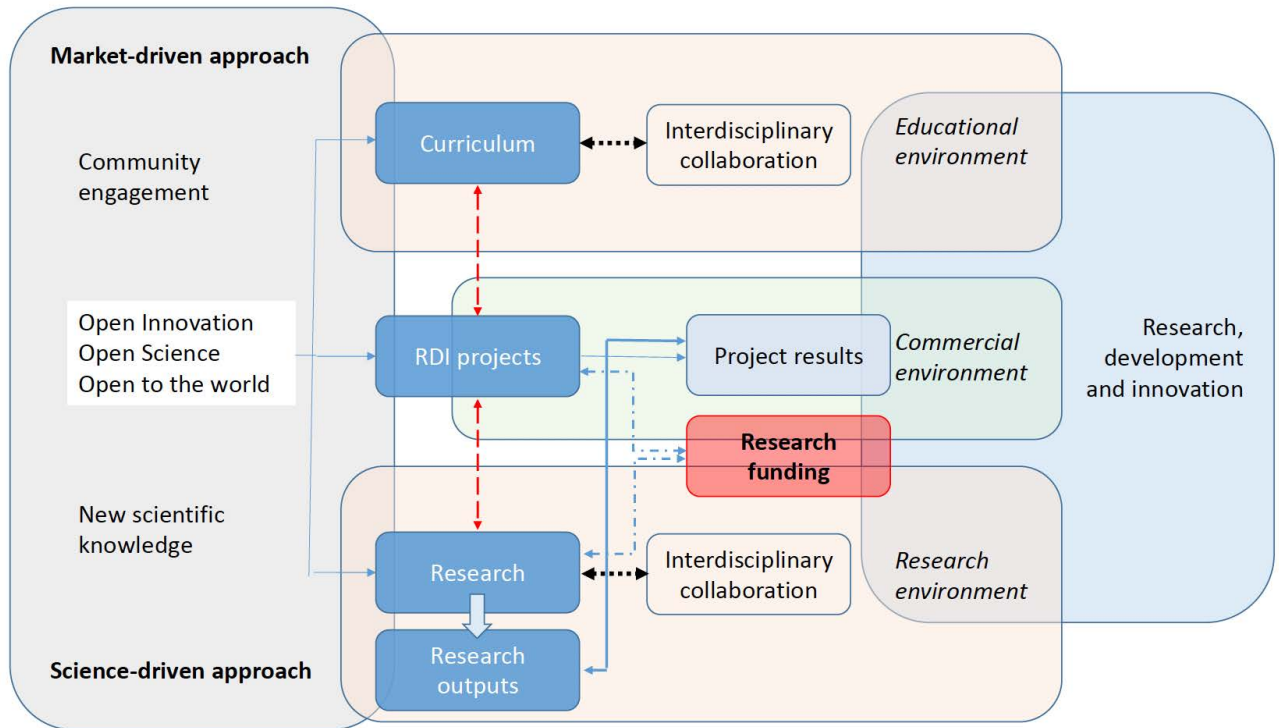 Market-driven approach
Community
engagement
Open Innovation
Open Science
Open to the world
New scientific
knowledge
Science-driven approach
Curriculum
Interdisciplinary
collaboration
Educational
environment
RDI projects
Project results
Commercial
environment
Research
funding
Research
Interdisciplinary
collaboration
Research
environment
Research
outputs
Research,
development
and innovation